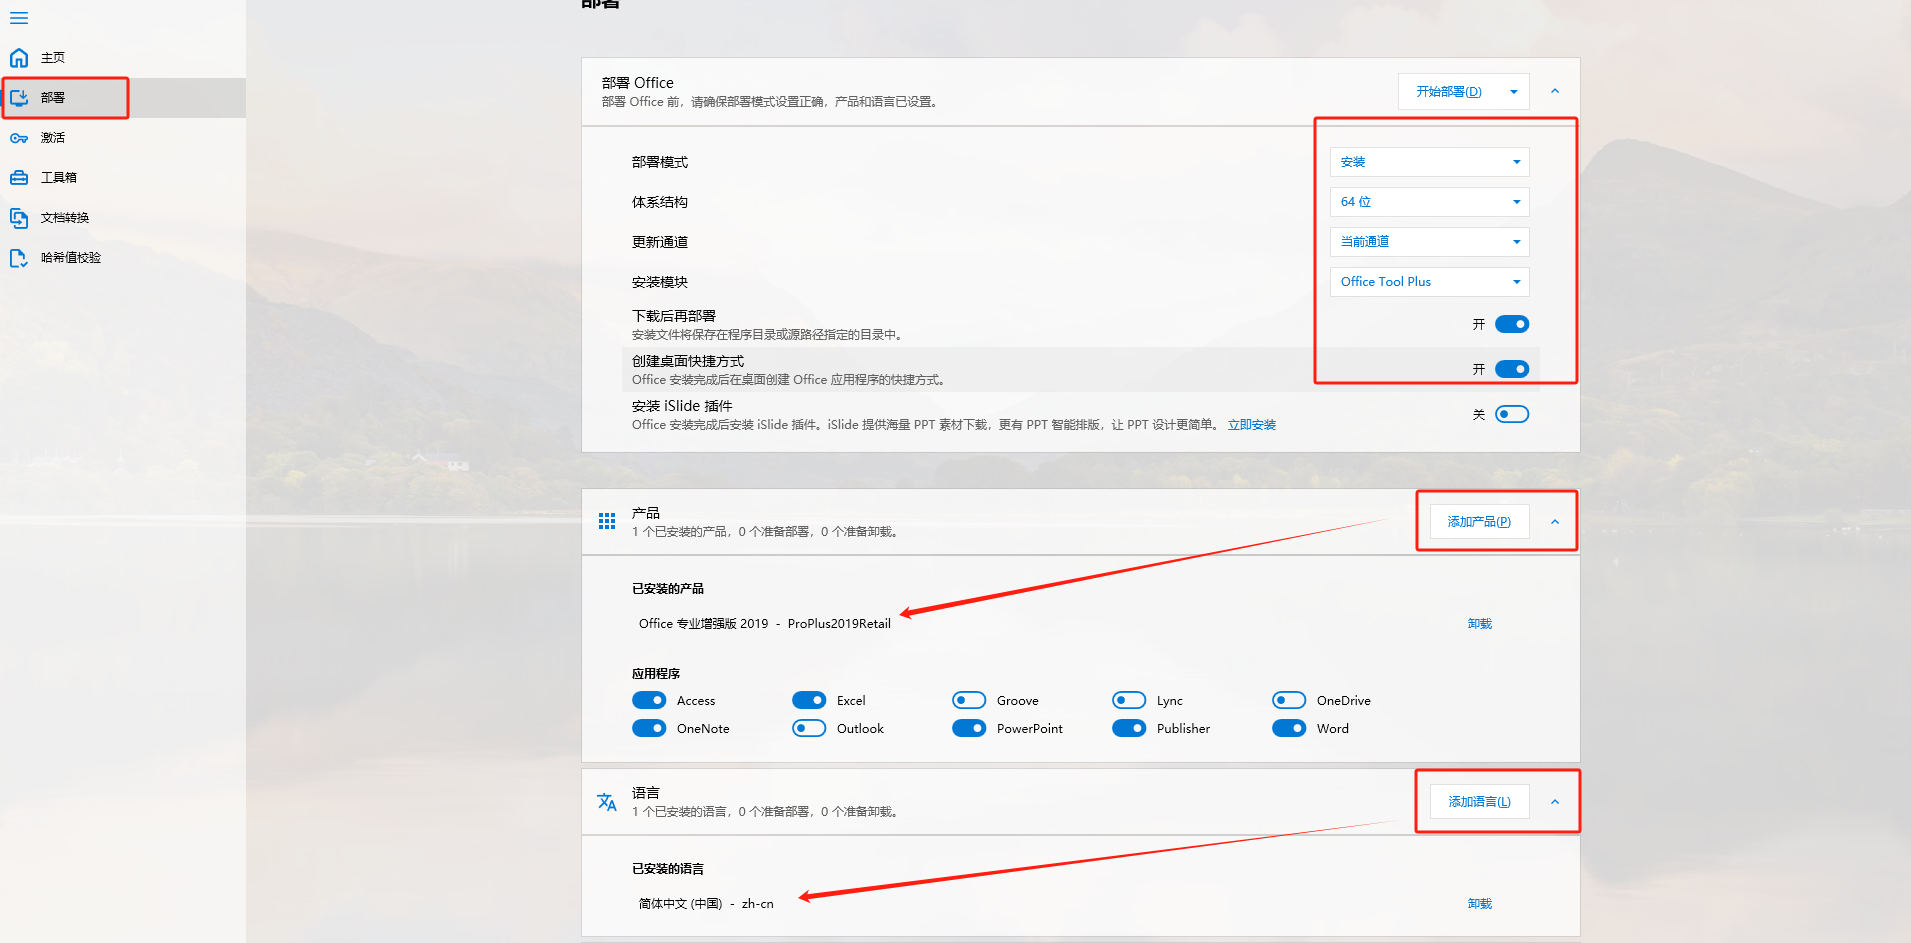 部署
主页
部署
激活
工具箱
文档转换
哈希值校验
部署 Office
部署 Office 前，请确保部署模式设置正确，产品和语言已设置。
开始部署(D)
部署模式
安装
体系结构
64 位
更新通道
当前通道
安装模块
Office Tool Plus
下载后再部署
安装文件将保存在程序目录或源路径指定的目录中。
开
创建桌面快捷方式
Office 安装完成后在桌面创建 Office 应用程序的快捷方式。
开
安装 iSlide 插件
Office 安装完成后安装 iSlide 插件。iSlide 提供海量 PPT 素材下载，更有 PPT 智能排版，让 PPT 设计更简单。 立即安装
关
产品
1 个已安装的产品，0 个准备部署，0 个准备卸载。
添加产品(P)
已安装的产品
Office 专业增强版 2019 - ProPlus2019Retail
卸载
应用程序
Access Excel Groove Lync OneDrive
OneNote Outlook PowerPoint Publisher Word
语言
1 个已安装的语言，0 个准备部署，0 个准备卸载。
添加语言(L)
已安装的语言
简体中文 (中国) - zh-cn
卸载